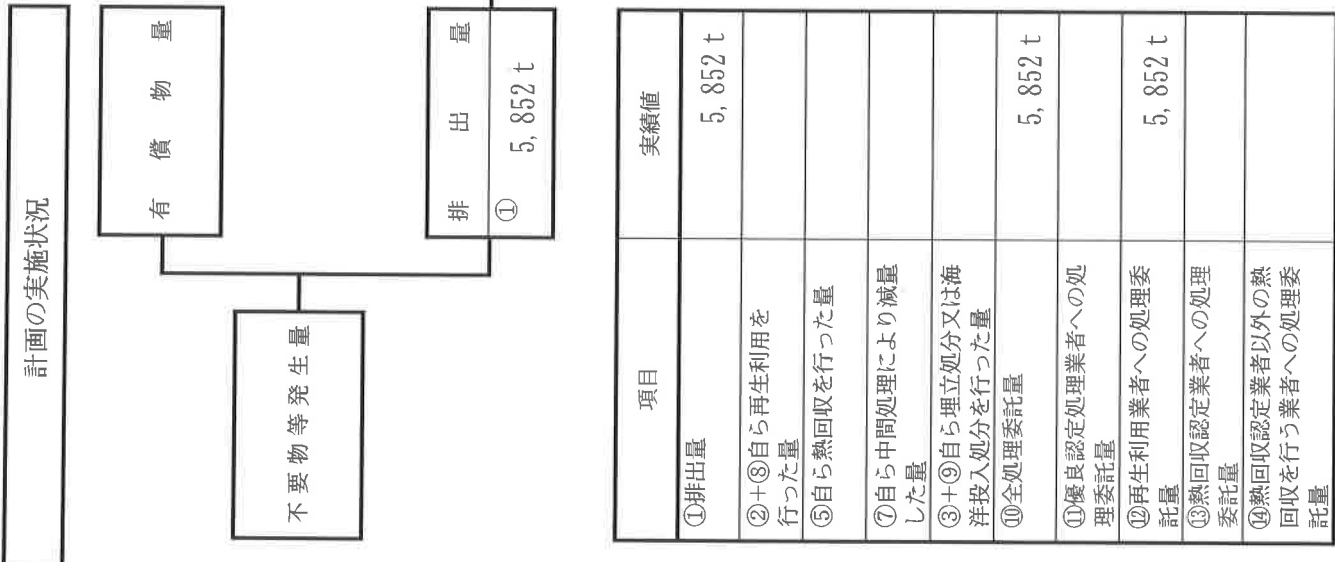 計画の実施状況
有償物量
不要物等発生量
排出量
① 5,852 t
項目 実績値
①排出量 5,852 t
②+⑧自ら再生利用を
行った量
⑤自ら熱回収を行った量
⑦自ら中間処理により減量
した量
③+⑨自ら埋立処分又は海
洋投入処分を行った量
⑩全処理委託量 5,852 t
⑪優良認定処理業者への処
理委託量
⑫再生利用業者への処理委
託量 5,852 t
⑬熱回収認定業者への処理
委託量
⑭熱回収認定業者以外の熱
回収を行う業者への処理委
託量